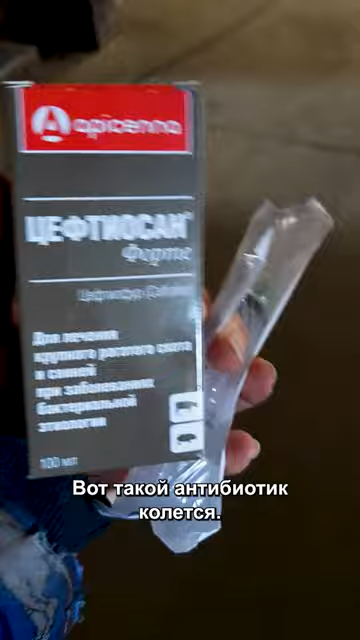 apicenna
ЦЕФТИОСАН®
Форте
Для лечения
крупного рогатого скота
и свиней
при заболеваниях
бактериальной
этиологии
100 мл
Вот такой антибиотик
колется.